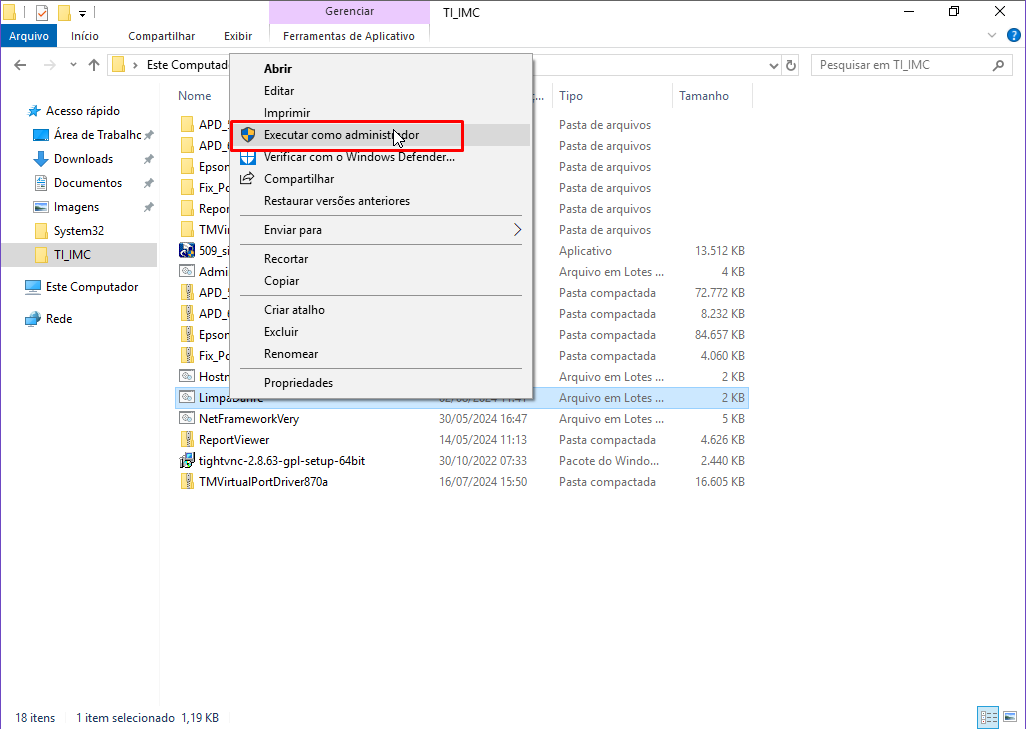 Gerenciar
TI_IMC
Arquivo
Início
Compartilhar
Exibir
Ferramentas de Aplicativo
Este Computad
Pesquisar em TI_IMC
Acesso rápido
Área de Trabalho
Downloads
Documentos
Imagens
System32
TI_IMC
Este Computador
Rede
Abrir
Editar
Imprimir
Executar como administrador
Verificar com o Windows Defender...
Compartilhar
Restaurar versões anteriores
Enviar para
Recortar
Copiar
Criar atalho
Excluir
Renomear
Propriedades
Nome Tipo Tamanho
APD_ Pasta de arquivos
APD_ Pasta de arquivos
Epson Pasta de arquivos
Fix_Po Pasta de arquivos
Repor Pasta de arquivos
TMVir Pasta de arquivos
509_si Aplicativo 13.512 KB
Admi Arquivo em Lotes ... 4 KB
APD_ Pasta compactada 72.772 KB
APD_ Pasta compactada 8.232 KB
Epson Pasta compactada 84.657 KB
Fix_Po Pasta compactada 4.060 KB
Hostn Arquivo em Lotes ... 2 KB
Arquivo em Lotes ... 2 KB
NetFrameworkVery 30/05/2024 16:47 Arquivo em Lotes ... 5 KB
ReportViewer 14/05/2024 11:13 Pasta compactada 4.626 KB
tightvnc-2.8.63-gpl-setup-64bit 30/10/2022 07:33 Pacote do Windo... 2.440 KB
TMVirtualPortDriver870a 16/07/2024 15:50 Pasta compactada 16.605 KB
18 itens 1 item selecionado 1,19 KB